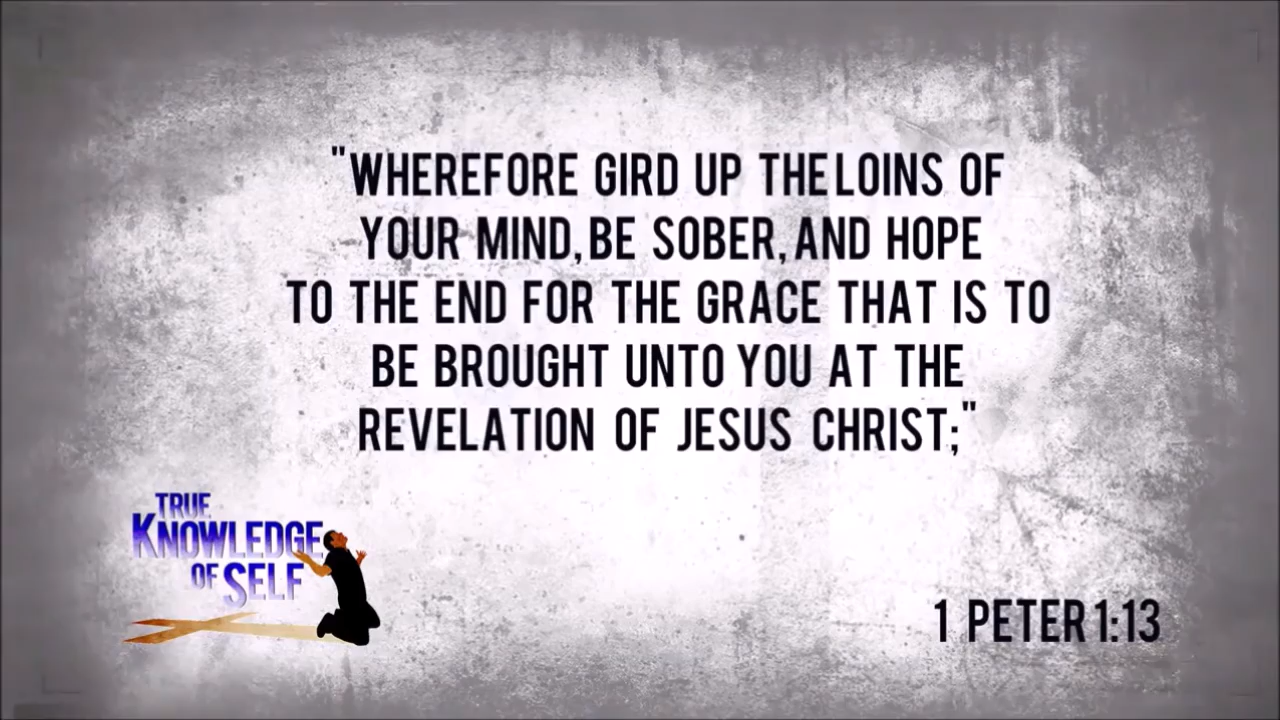 "WHEREFORE GIRD UP THE LOINS OF
YOUR MIND, BE SOBER, AND HOPE
TO THE END FOR THE GRACE THAT IS TO
BE BROUGHT UNTO YOU AT THE
REVELATION OF JESUS CHRIST;"
TRUE
KNOWLEDGE
OF SELF
1 PETER 1:13